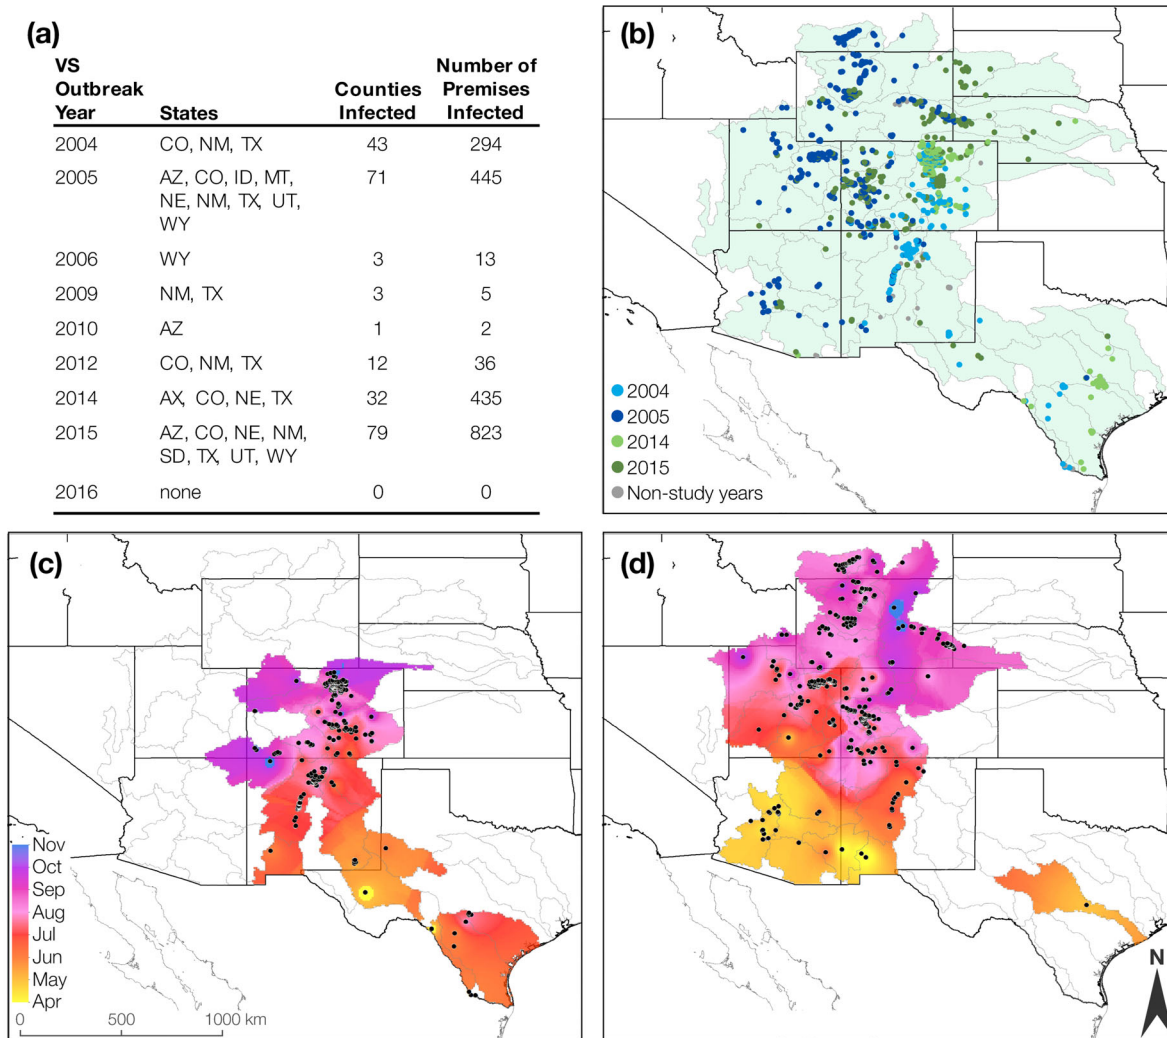 (a)
VS
Outbreak
Year
States
Counties
Infected
Number of
Premises
Infected
2004 CO, NM, TX 43 294
2005 AZ, CO, ID, MT, 71 445
NE, NM, TX, UT,
WY
2006 WY 3 13
2009 NM, TX 3 5
2010 AZ 1 2
2012 CO, NM, TX 12 36
2014 AX, CO, NE, TX 32 435
2015 AZ, CO, NE, NM, 79 823
SD, TX, UT, WY
2016 none 0 0
(b)
2004
2005
2014
2015
Non-study years
(c)
Nov
Oct
Sep
Aug
Jul
Jun
May
Apr
0 500 1000 km
(d)
N